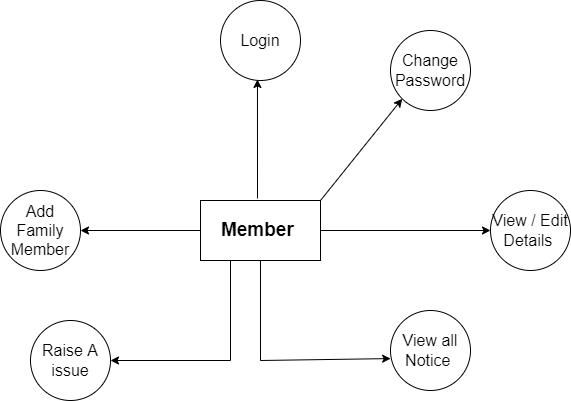 Login
Change
Password
Add
Family
Member
Member
View / Edit
Details
Raise A
issue
View all
Notice